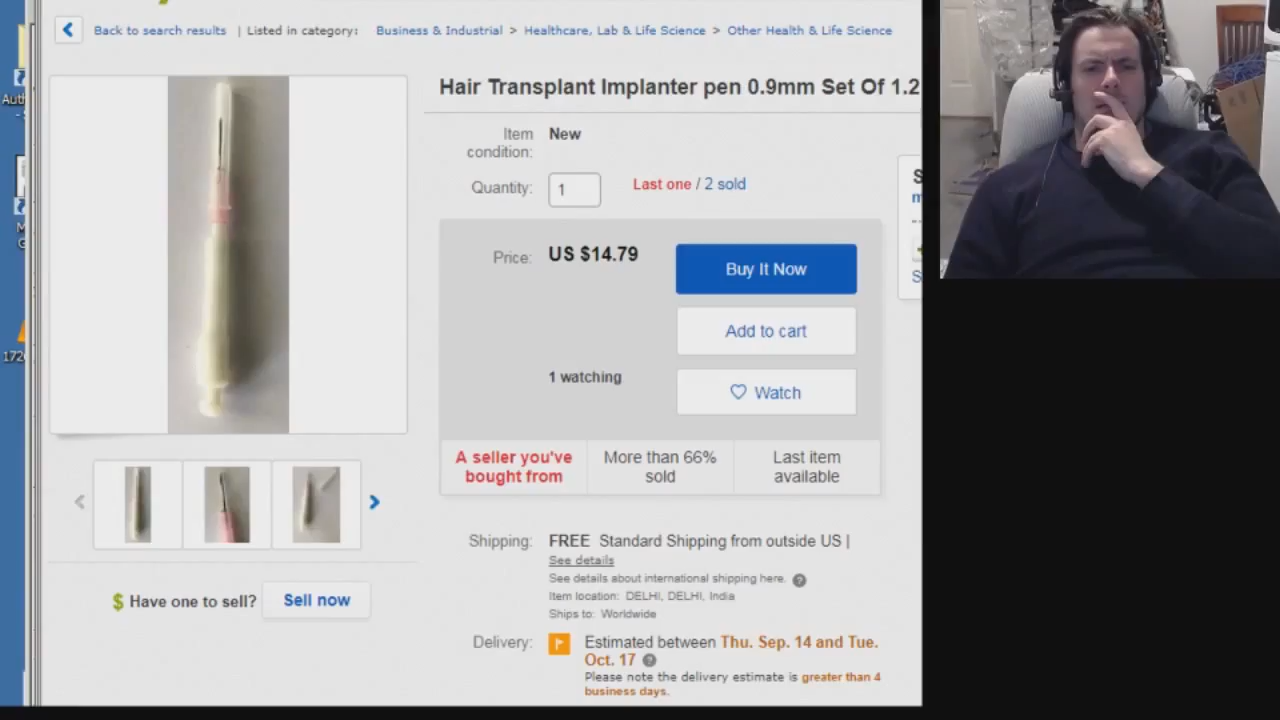 Back to search results | Listed in category: Business & Industrial > Healthcare, Lab & Life Science > Other Health & Life Science
Hair Transplant Implanter pen 0.9mm Set Of 1.2
Item condition: New
Quantity: 1 Last one / 2 sold
Price: US $14.79
Buy It Now
Add to cart
1 watching
Watch
A seller you've bought from
More than 66% sold
Last item available
Shipping: FREE Standard Shipping from outside US |
See details
See details about international shipping here.
Item location: DELHI, DELHI, India
Ships to: Worldwide
Delivery: Estimated between Thu. Sep. 14 and Tue.
Oct. 17
Please note the delivery estimate is greater than 4
business days.
$ Have one to sell? Sell now